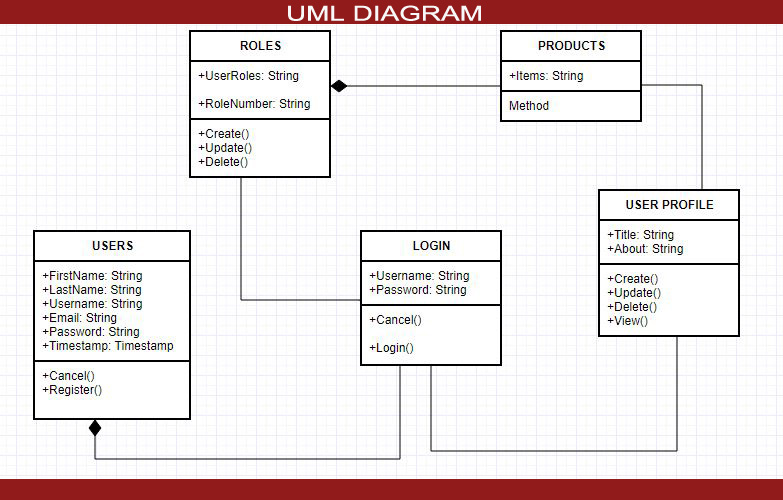 UML DIAGRAM
ROLES
+UserRoles: String
+RoleNumber: String
+Create()
+Update()
+Delete()
PRODUCTS
+Items: String
Method
USER PROFILE
+Title: String
+About: String
+Create()
+Update()
+Delete()
+View()
USERS
+FirstName: String
+LastName: String
+Username: String
+Email: String
+Password: String
+Timestamp: Timestamp
+Cancel()
+Register()
LOGIN
+Username: String
+Password: String
+Cancel()
+Login()